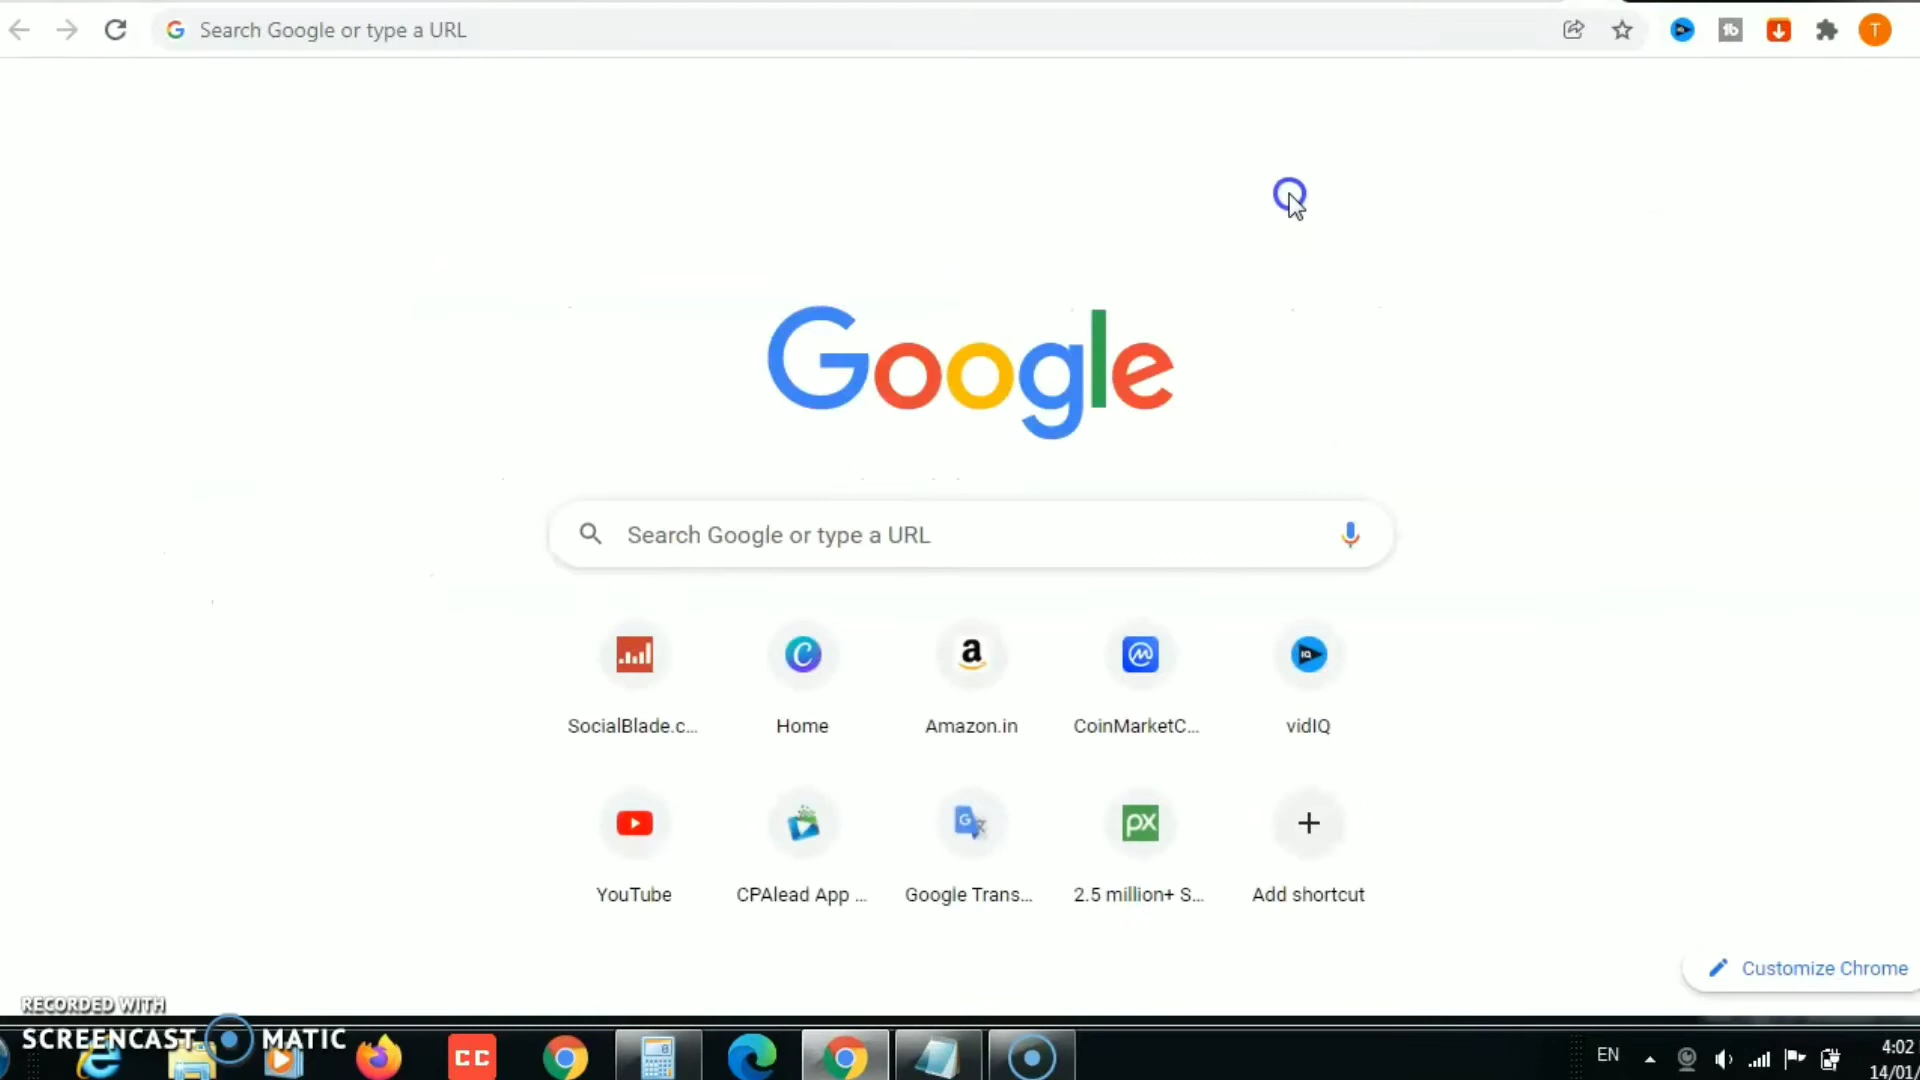 Search Google or type a URL
T
Google
Search Google or type a URL
SocialBlade.c...
Home
Amazon.in
CoinMarketC...
vidIQ
YouTube
CPAlead App ...
Google Trans...
2.5 million+ S...
Add shortcut
Customize Chrome
RECORDED WITH
SCREENCAST MATIC
CC
EN
4:02
14/01/